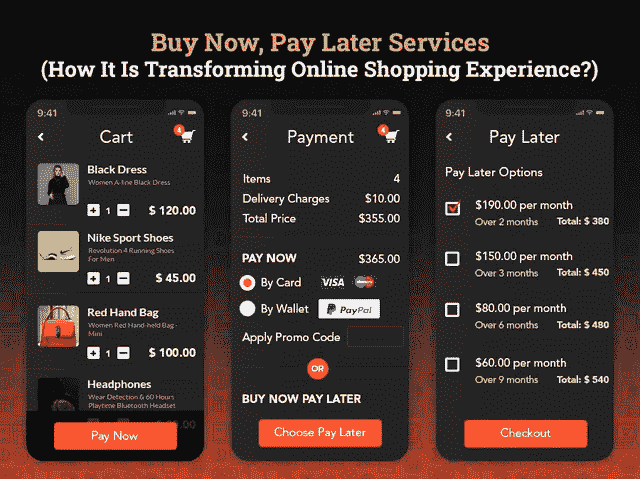 Buy Now, Pay Later Services
(How It Is Transforming Online Shopping Experience?)
9:41
Cart
4
Black Dress
Women A-line Black Dress
1
$ 120.00
Nike Sport Shoes
Revolution 4 Running Shoes
For Men
1
$ 45.00
Red Hand Bag
Women Red Hand-held Bag -
Mini
1
$ 100.00
Headphones
Wear Detection & 60 Hours
Playtime Bluetooth Headset
Pay Now
9:41
Payment
4
Items 4
Delivery Charges $10.00
Total Price $355.00
PAY NOW $365.00
By Card VISA
By Wallet PayPal
Apply Promo Code
OR
BUY NOW PAY LATER
Choose Pay Later
9:41
Pay Later
Pay Later Options
$190.00 per month
Over 2 months Total: $ 380
$150.00 per month
Over 3 months Total: $ 450
$80.00 per month
Over 6 months Total: $ 480
$60.00 per month
Over 9 months Total: $ 540
Checkout